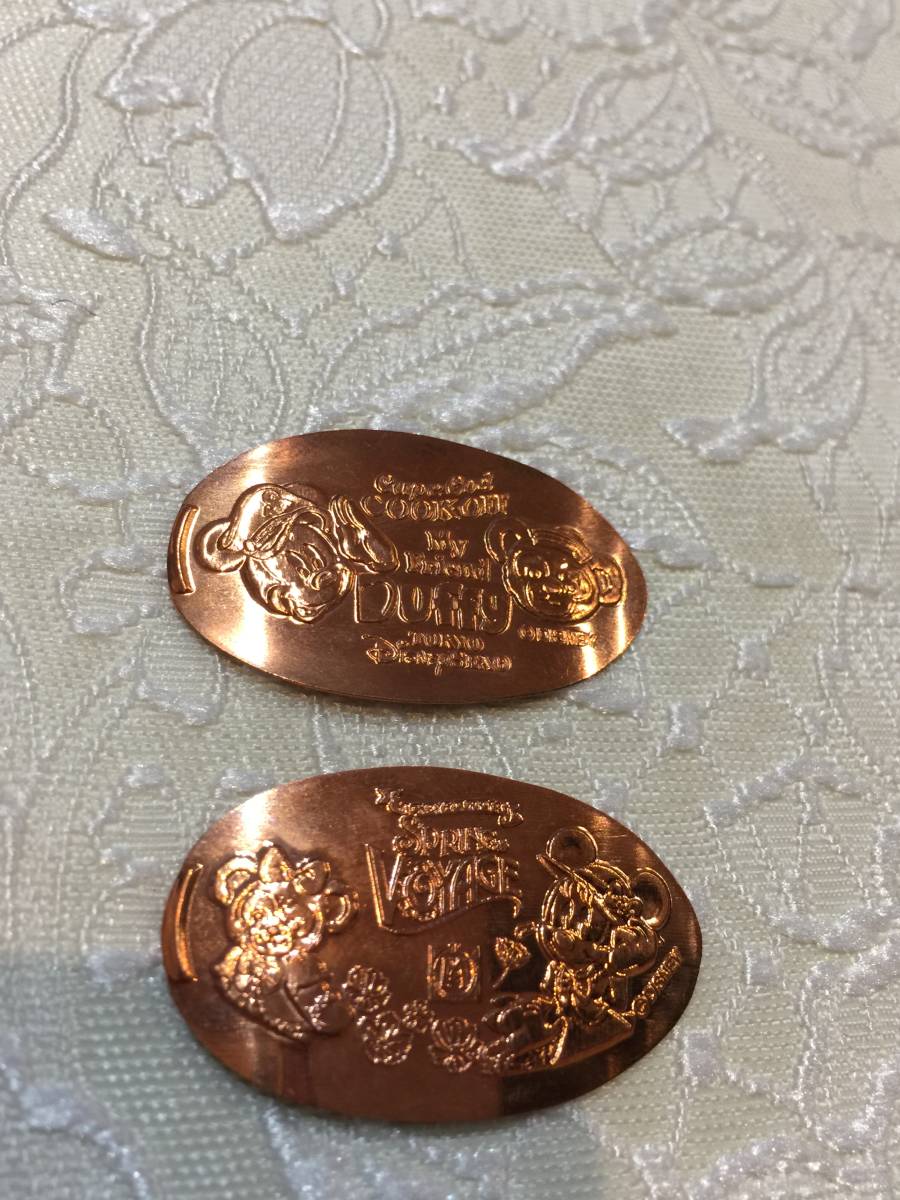 Cape Cod
COOK-OFF
My
Friend
Duffy
TOKYO
DisneySEA
©DISNEY
SPRING
VOYAGE
©DISNEY